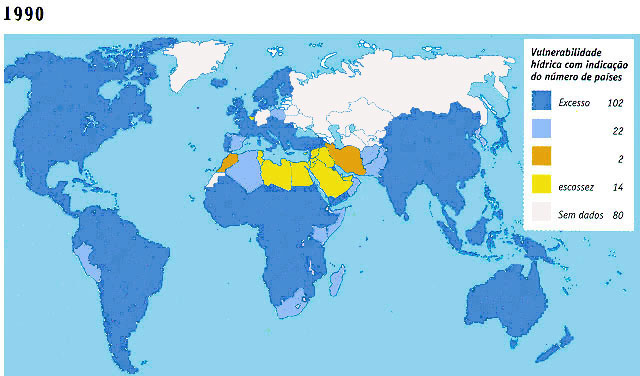 1990
Vulnerabilidade
hídrica com indicação
do número de países
Excesso 102
22
2
escassez 14
Sem dados 80